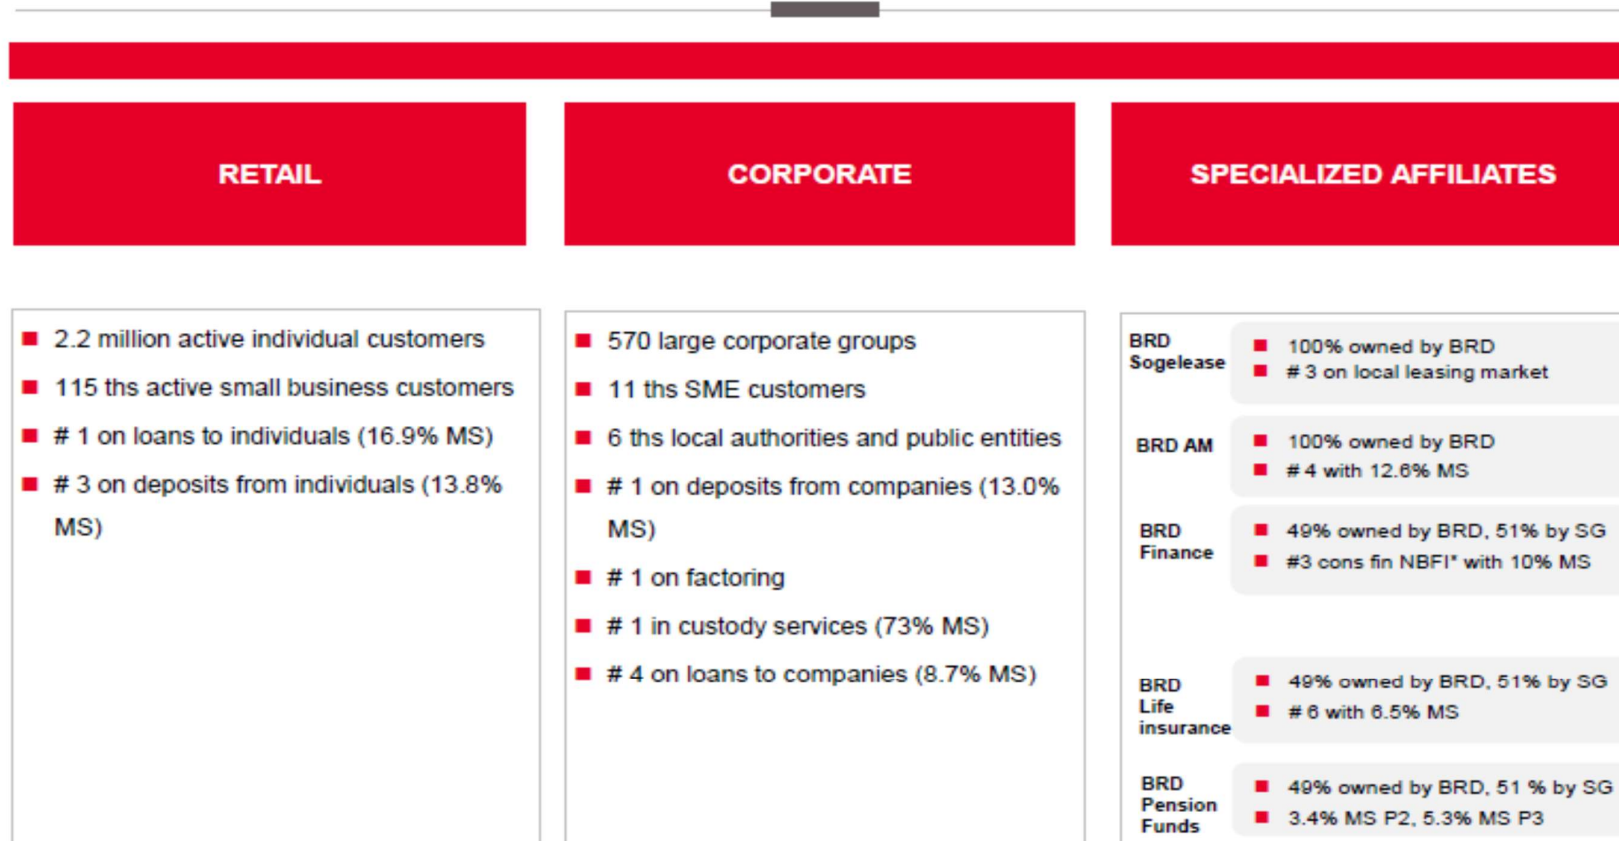 RETAIL
2.2 million active individual customers
115 ths active small business customers
# 1 on loans to individuals (16.9% MS)
# 3 on deposits from individuals (13.8%
MS)
CORPORATE
570 large corporate groups
11 ths SME customers
6 ths local authorities and public entities
# 1 on deposits from companies (13.0%
MS)
# 1 on factoring
# 1 in custody services (73% MS)
# 4 on loans to companies (8.7% MS)
SPECIALIZED AFFILIATES
BRD
Sogelease
100% owned by BRD
# 3 on local leasing market
BRD AM
100% owned by BRD
# 4 with 12.6% MS
BRD
Finance
49% owned by BRD, 51% by SG
#3 cons fin NBFI* with 10% MS
BRD
Life
insurance
49% owned by BRD, 51% by SG
# 6 with 6.5% MS
BRD
Pension
Funds
49% owned by BRD, 51 % by SG
3.4% MS P2, 5.3% MS P3